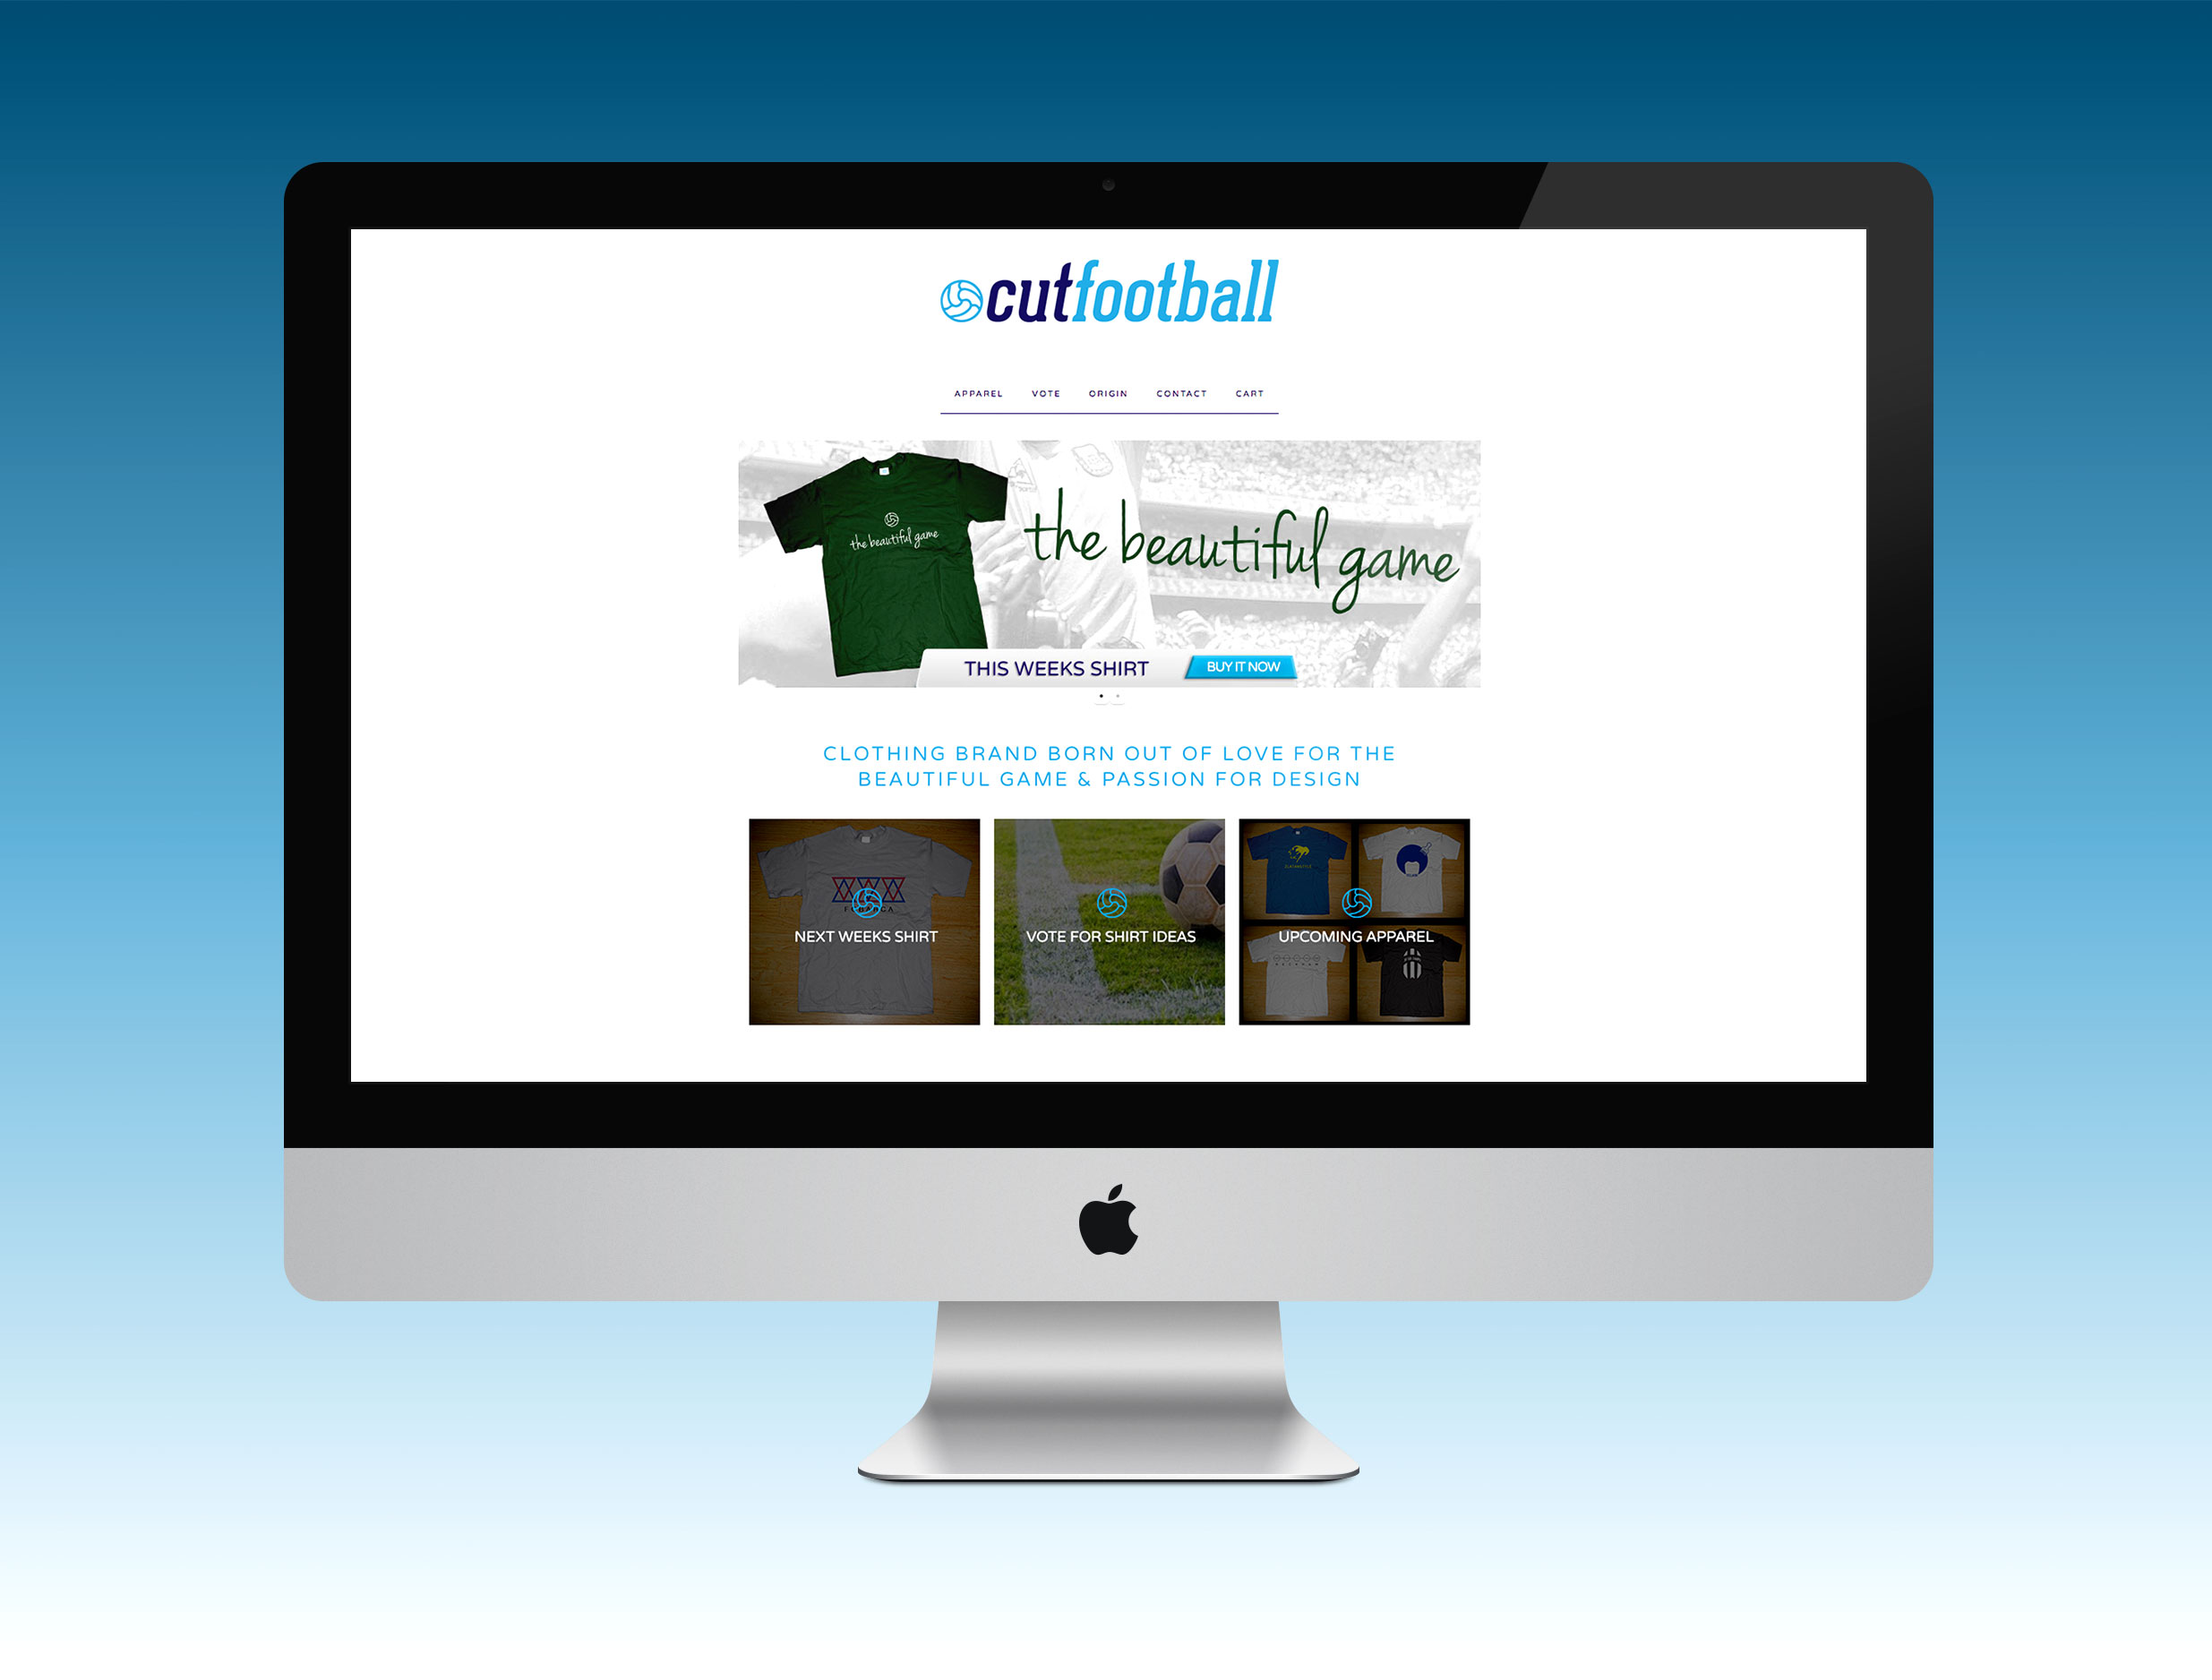 cutfootball
APPAREL VOTE ORIGIN CONTACT CART
the beautiful game
the beautiful game
THIS WEEKS SHIRT BUY IT NOW
CLOTHING BRAND BORN OUT OF LOVE FOR THE
BEAUTIFUL GAME & PASSION FOR DESIGN
NEXT WEEKS SHIRT
VOTE FOR SHIRT IDEAS
UPCOMING APPAREL